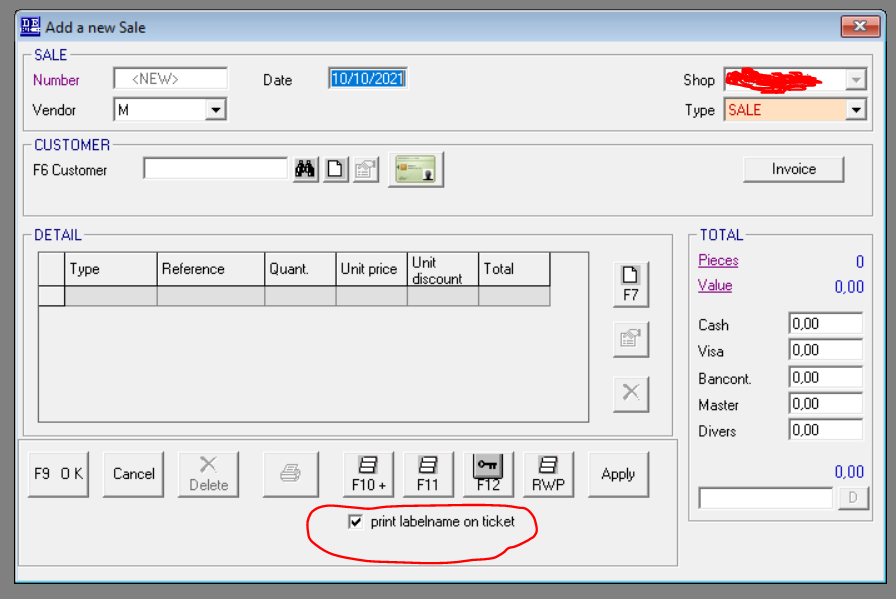 Add a new Sale
SALE
Number <NEW> Date 10/10/2021 Shop
Vendor M Type SALE
CUSTOMER
F6 Customer Invoice
DETAIL
Type Reference Quant. Unit price Unit discount Total
F7
TOTAL
Pieces 0
Value 0,00
Cash 0,00
Visa 0,00
Bancont. 0,00
Master 0,00
Divers 0,00
0,00
D
F9 O K Cancel Delete F10 + F11 F12 RWP Apply
print labelname on ticket